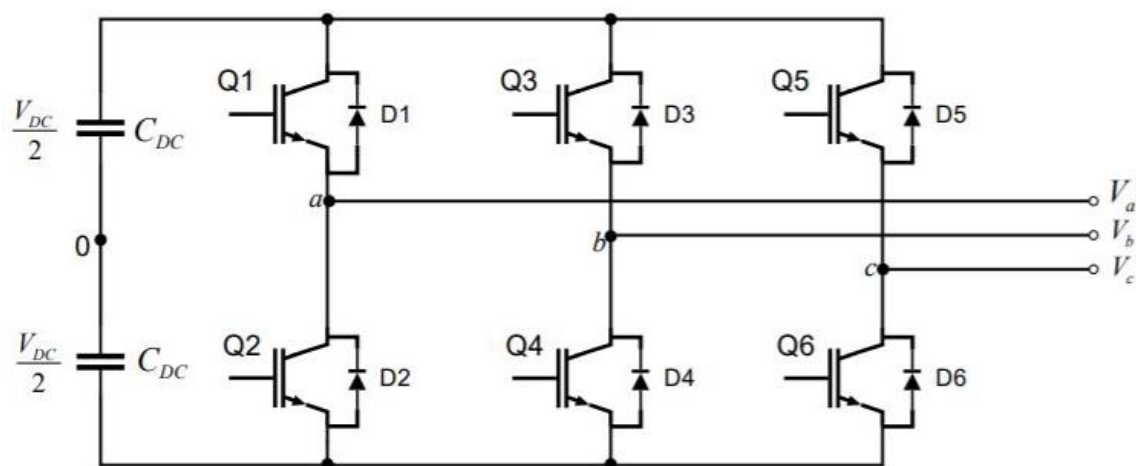 Q1
D1
Q3
D3
Q5
D5
V_DC/2
C_DC
a
V_a
0
b
V_b
c
V_c
V_DC/2
C_DC
Q2
D2
Q4
D4
Q6
D6